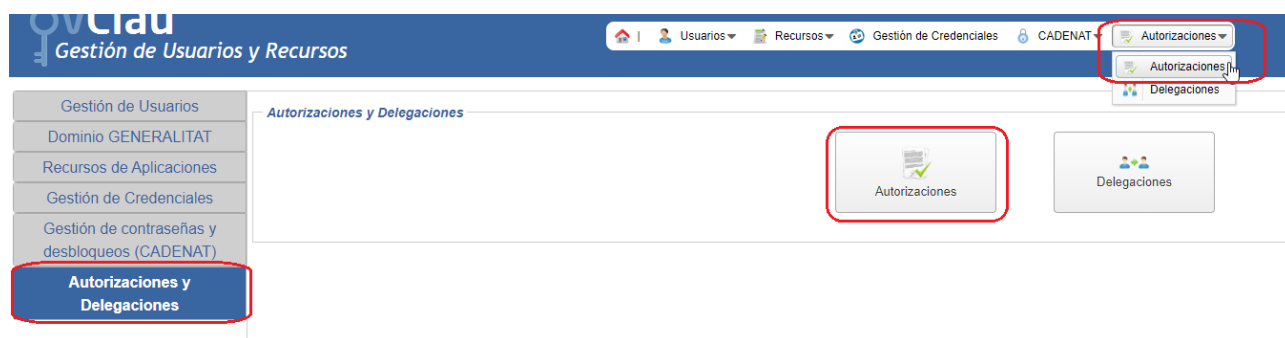 gvClau
Gestión de Usuarios y Recursos
| Usuarios Recursos Gestión de Credenciales CADENAT Autorizaciones
Autorizaciones
Delegaciones
Gestión de Usuarios
Dominio GENERALITAT
Recursos de Aplicaciones
Gestión de Credenciales
Gestión de contraseñas y
desbloqueos (CADENAT)
Autorizaciones y
Delegaciones
Autorizaciones y Delegaciones
Autorizaciones
Delegaciones